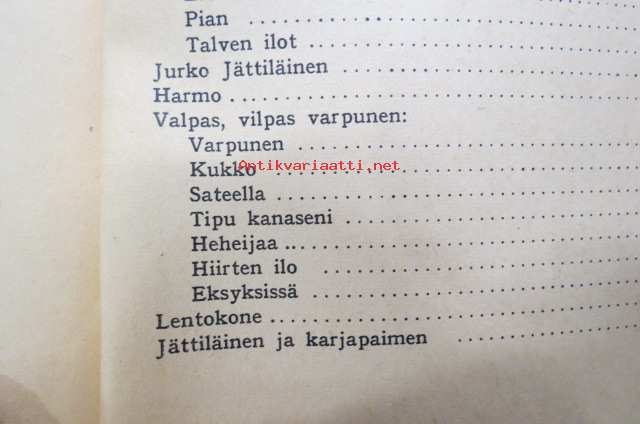 Pian ...............
Talven ilot ...............
Jurko Jättiläinen ...............
Harmo ...............
Valpas, vilpas varpunen:
Varpunen ...............
Kukko ...............
Antikvariaatti.net
Sateella ...............
Tipu kanaseni ...............
Heheijaa ...............
Hiirten ilo ...............
Eksyksissä ...............
Lentokone ...............
Jättiläinen ja karjapaimen ...............